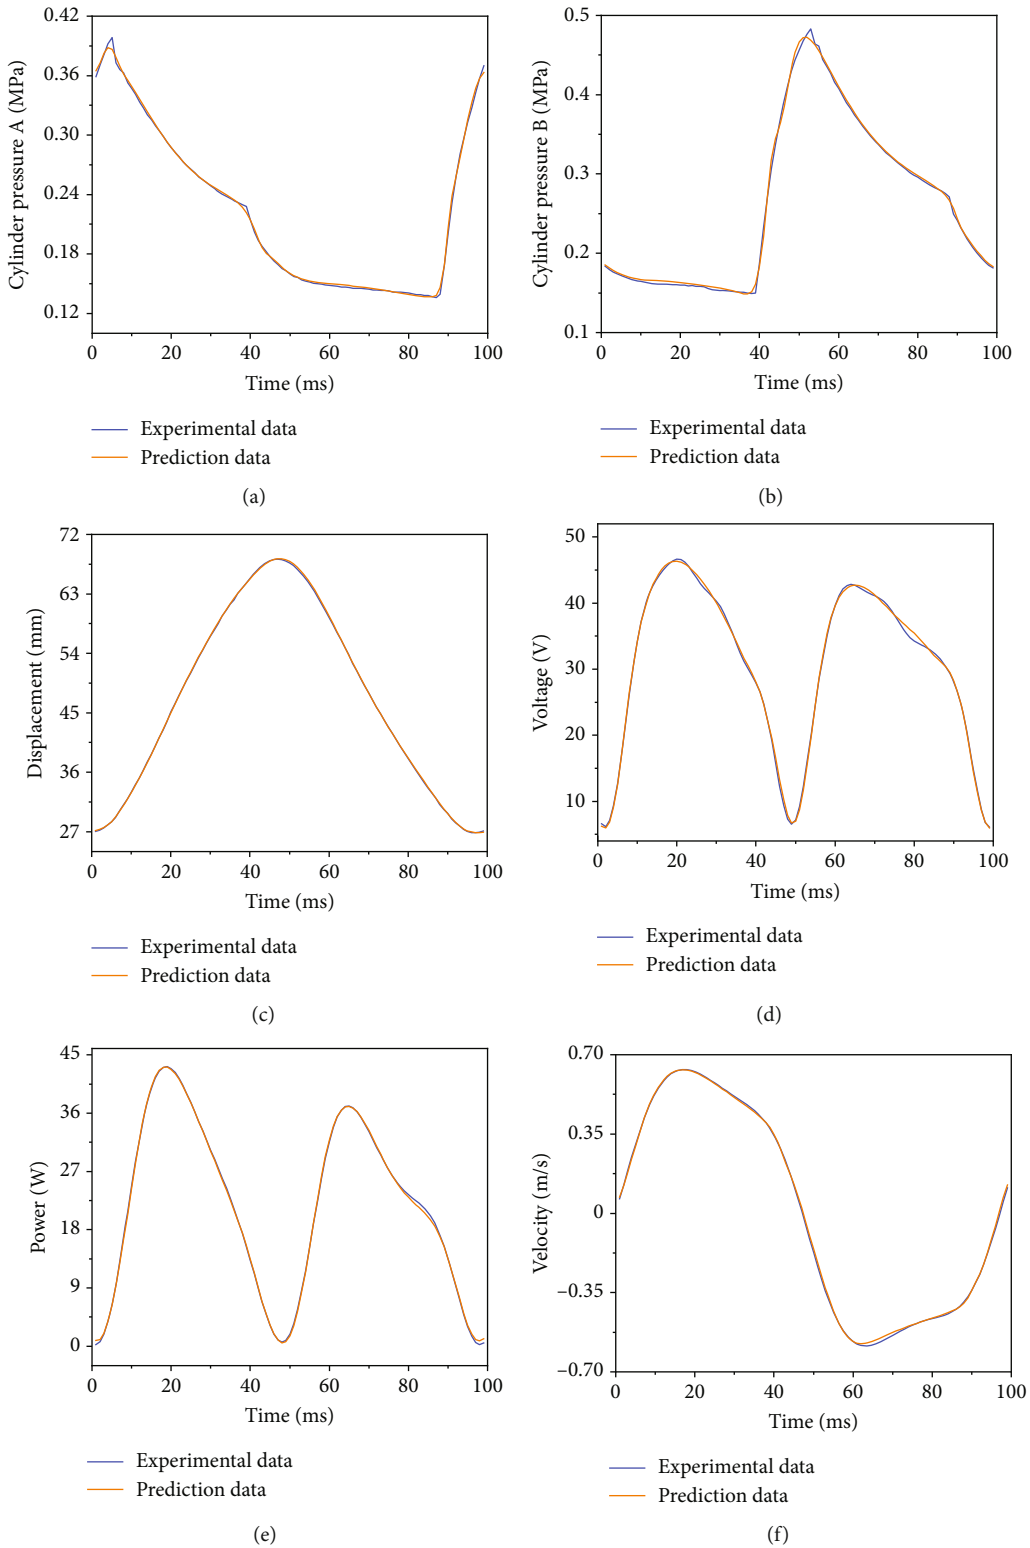 0.42
0.36
0.30
0.24
0.18
0.12
Cylinder pressure A (MPa)
0 20 40 60 80 100
Time (ms)
Experimental data
Prediction data
(a)
0.5
0.4
0.3
0.2
0.1
Cylinder pressure B (MPa)
0 20 40 60 80 100
Time (ms)
Experimental data
Prediction data
(b)
72
63
54
45
36
27
Displacement (mm)
0 20 40 60 80 100
Time (ms)
Experimental data
Prediction data
(c)
50
40
30
20
10
Voltage (V)
0 20 40 60 80 100
Time (ms)
Experimental data
Prediction data
(d)
45
36
27
18
9
0
Power (W)
0 20 40 60 80 100
Time (ms)
Experimental data
Prediction data
(e)
0.70
0.35
0
−0.35
−0.70
Velocity (m/s)
0 20 40 60 80 100
Time (ms)
Experimental data
Prediction data
(f)